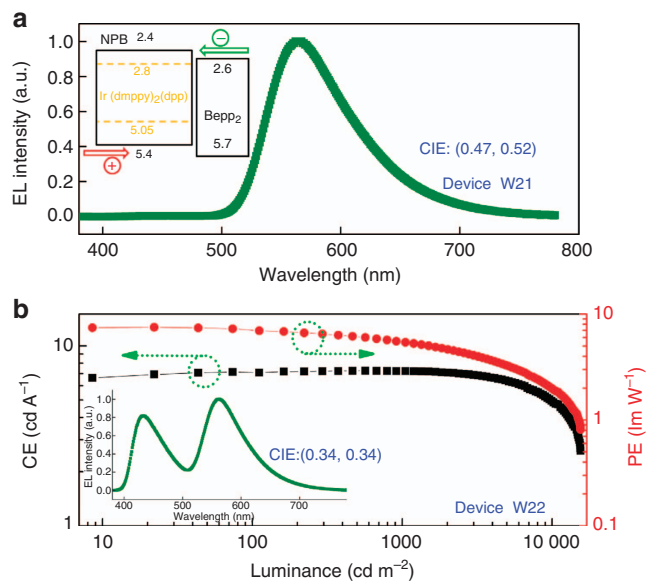 a
1.0
0.8
0.6
0.4
0.2
0.0
EL intensity (a.u.)
NPB 2.4
2.8
Ir (dmppy)₂(dpp)
5.05
5.4
+
−
2.6
Bepp₂
5.7
CIE: (0.47, 0.52)
Device W21
400 500 600 700 800
Wavelength (nm)
b
10
1
CE (cd A⁻¹)
10
1
0.1
PE (lm W⁻¹)
1.0
0.8
0.6
0.4
0.2
0.0
EL intensity (a.u.)
CIE:(0.34, 0.34)
400 500 600 700
Wavelength (nm)
Device W22
10 100 1000 10 000
Luminance (cd m⁻²)